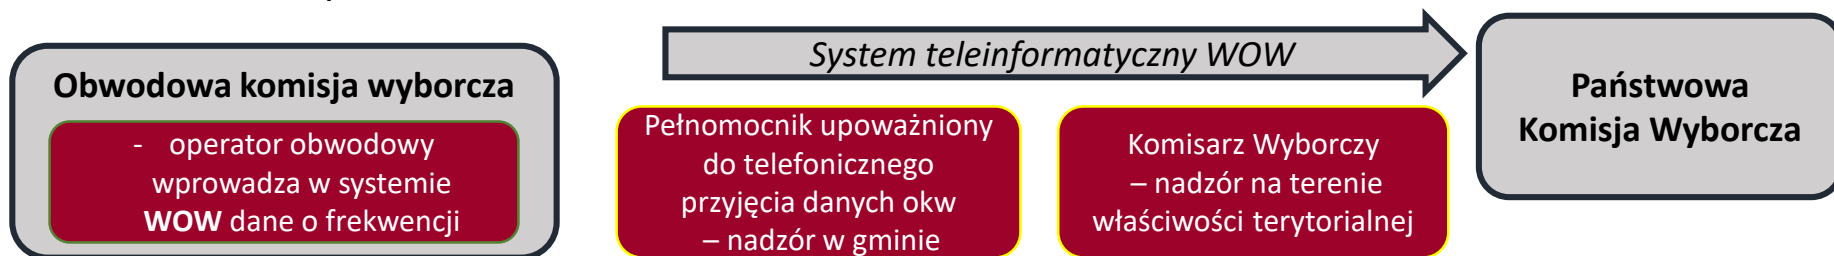 Obwodowa komisja wyborcza
- operator obwodowy
wprowadza w systemie
WOW dane o frekwencji
System teleinformatyczny WOW
Pełnomocnik upoważniony
do telefonicznego
przyjęcia danych okw
– nadzór w gminie
Komisarz Wyborczy
– nadzór na terenie
właściwości terytorialnej
Państwowa
Komisja Wyborcza